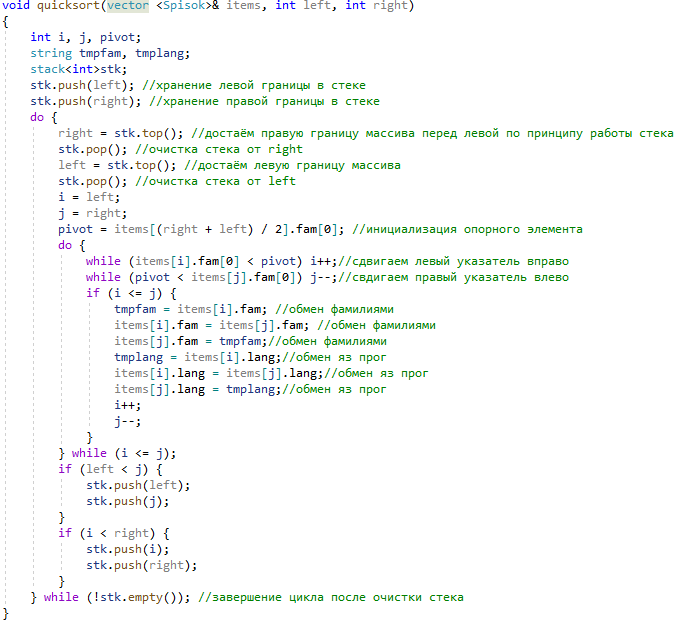 void quicksort(vector <Spisok>& items, int left, int right)
{
    int i, j, pivot;
    string tmpfam, tmplang;
    stack<int>stk;
    stk.push(left); //хранение левой границы в стеке
    stk.push(right); //хранение правой границы в стеке
    do {
        right = stk.top(); //достаём правую границу массива перед левой по принципу работы стека
        stk.pop(); //очистка стека от right
        left = stk.top(); //достаём левую границу массива
        stk.pop(); //очистка стека от left
        i = left;
        j = right;
        pivot = items[(right + left) / 2].fam[0]; //инициализация опорного элемента
        do {
            while (items[i].fam[0] < pivot) i++;//сдвигаем левый указатель вправо
            while (pivot < items[j].fam[0]) j--;//свдигаем правый указатель влево
            if (i <= j) {
                tmpfam = items[i].fam; //обмен фамилиями
                items[i].fam = items[j].fam; //обмен фамилиями
                items[j].fam = tmpfam;//обмен фамилиями
                tmplang = items[i].lang;//обмен яз прог
                items[i].lang = items[j].lang;//обмен яз прог
                items[j].lang = tmplang;//обмен яз прог
                i++;
                j--;
            }
        } while (i <= j);
        if (left < j) {
            stk.push(left);
            stk.push(j);
        }
        if (i < right) {
            stk.push(i);
            stk.push(right);
        }
    } while (!stk.empty()); //завершение цикла после очистки стека
}